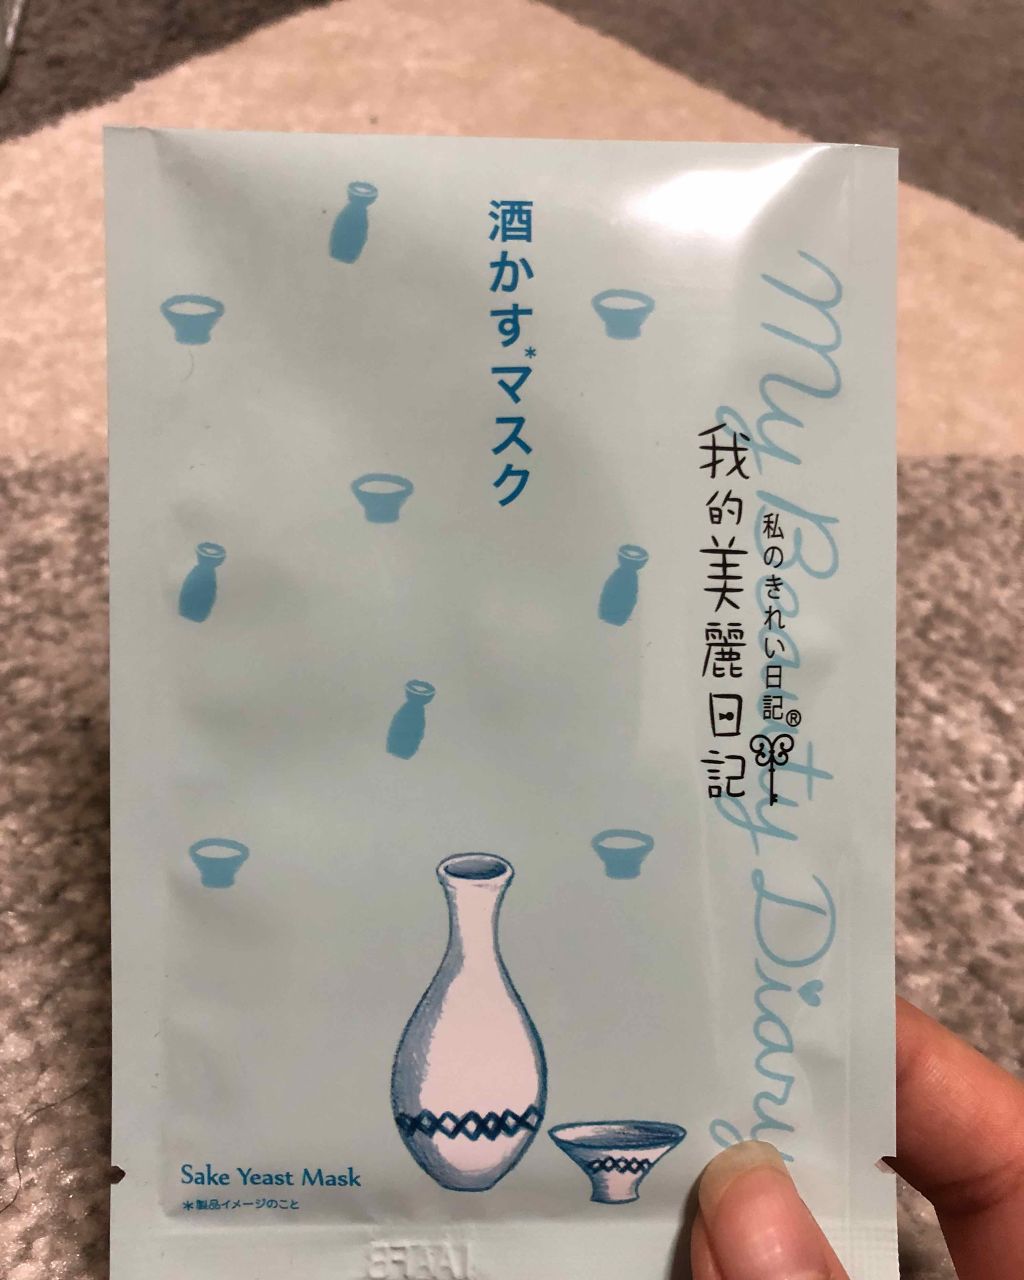 酒かす*マスク
My Beauty Diary
私のきれい日記®
我的美麗日記
Sake Yeast Mask
*製品イメージのこと